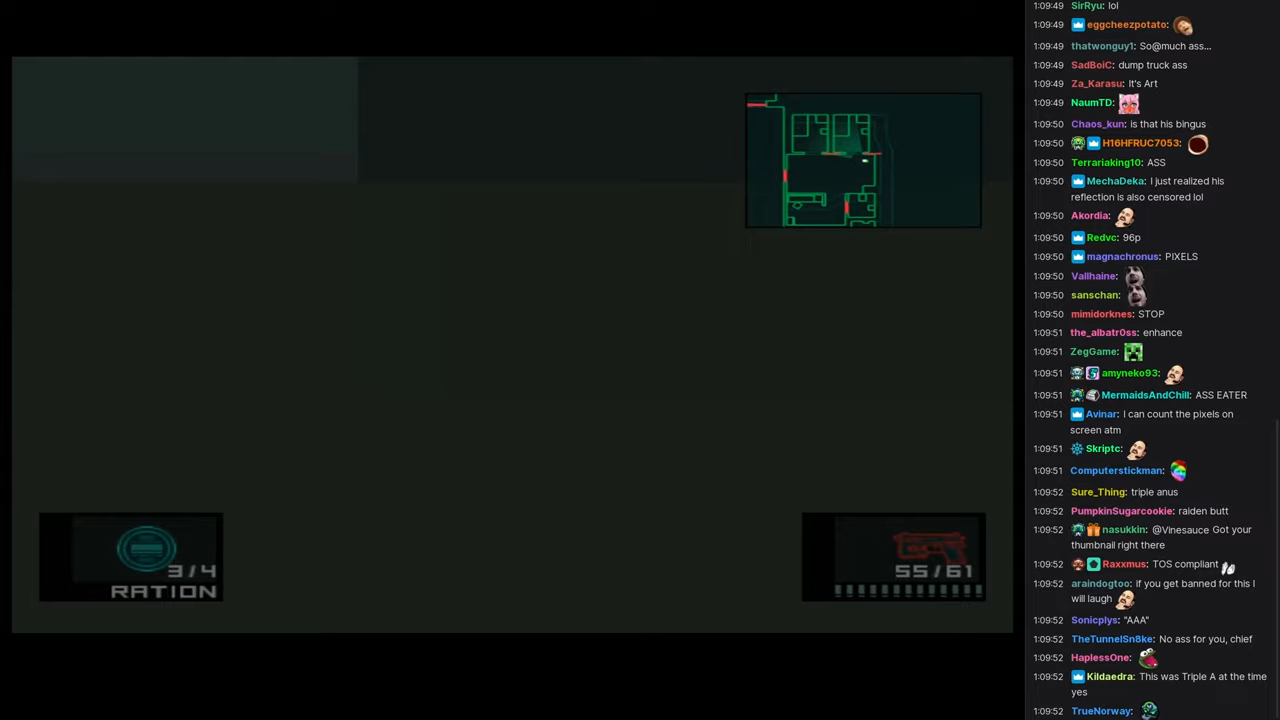 3/4
RATION
55/61
1:09:49 SirRyu: lol
1:09:49 eggcheezpotato:
1:09:49 thatwonguy1: So@much ass...
1:09:49 SadBoiC: dump truck ass
1:09:49 Za_Karasu: It's Art
1:09:49 NaumTD:
1:09:50 Chaos_kun: is that his bingus
1:09:50 H16HFRUC7053:
1:09:50 Terrariaking10: ASS
1:09:50 MechaDeka: I just realized his
reflection is also censored lol
1:09:50 Akordia:
1:09:50 Redvc: 96p
1:09:50 magnachronus: PIXELS
1:09:50 Vallhaine:
1:09:50 sanschan:
1:09:50 mimidorknes: STOP
1:09:51 the_albatr0ss: enhance
1:09:51 ZegGame:
1:09:51 amyneko93:
1:09:51 MermaidsAndChill: ASS EATER
1:09:51 Avinar: I can count the pixels on
screen atm
1:09:51 Skriptc:
1:09:51 Computerstickman:
1:09:52 Sure_Thing: triple anus
1:09:52 PumpkinSugarcookie: raiden butt
1:09:52 nasukkin: @Vinesauce Got your
thumbnail right there
1:09:52 Raxxmus: TOS compliant
1:09:52 araindogtoo: if you get banned for this I
will laugh
1:09:52 Sonicplys: "AAA"
1:09:52 TheTunnelSn8ke: No ass for you, chief
1:09:52 HaplessOne:
1:09:52 Kildaedra: This was Triple A at the time
yes
1:09:52 TrueNorway: